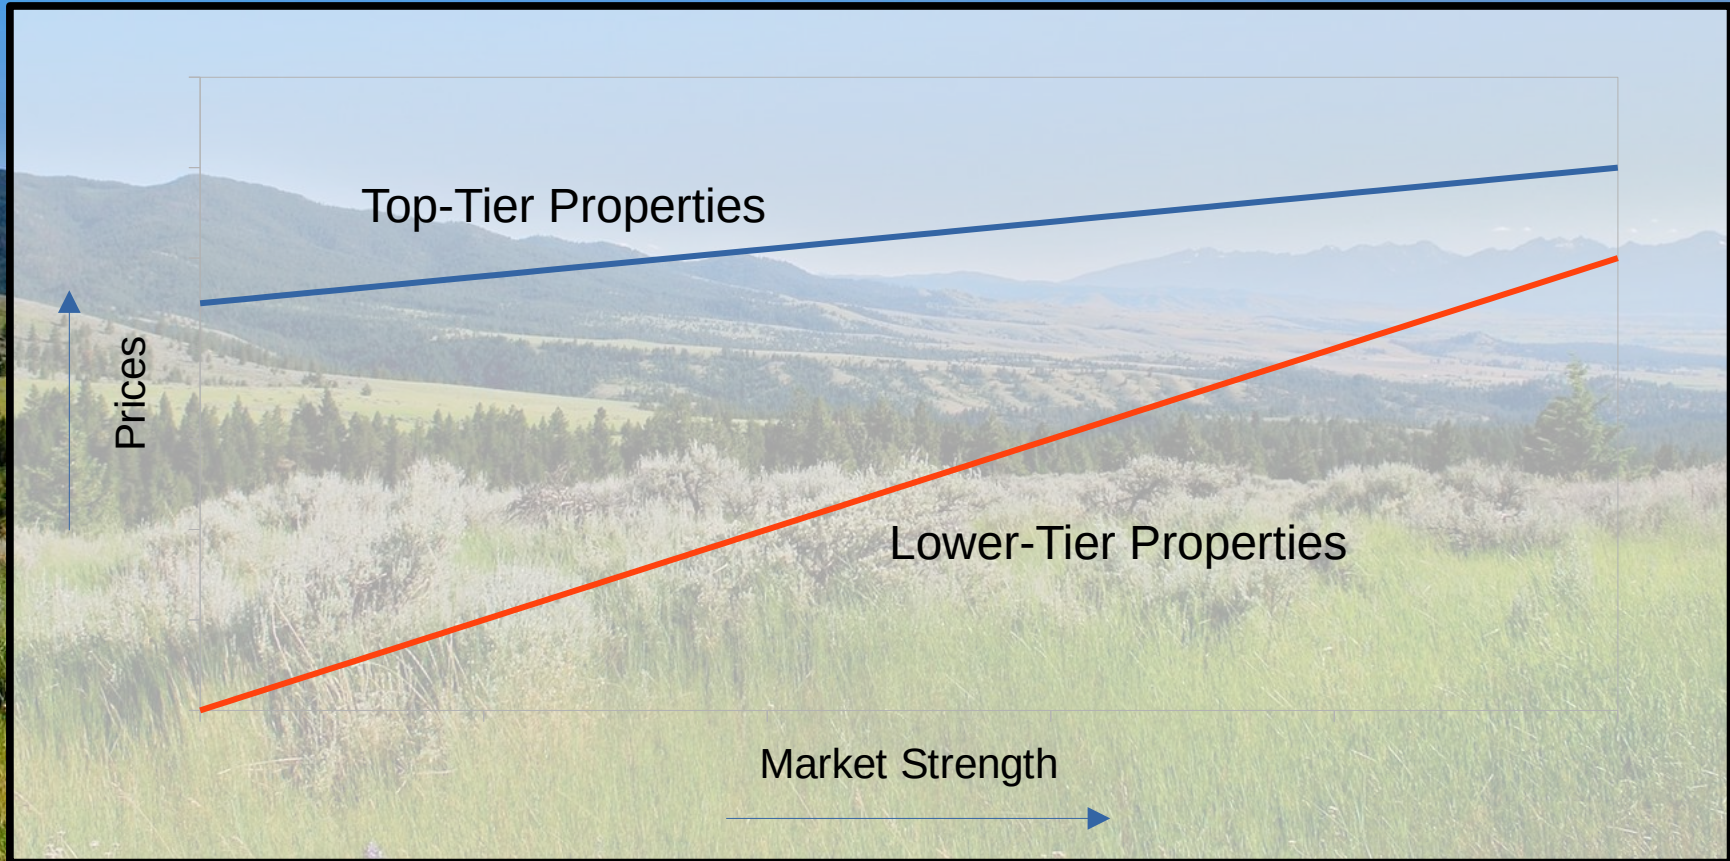 Top-Tier Properties
Prices
Lower-Tier Properties
Market Strength